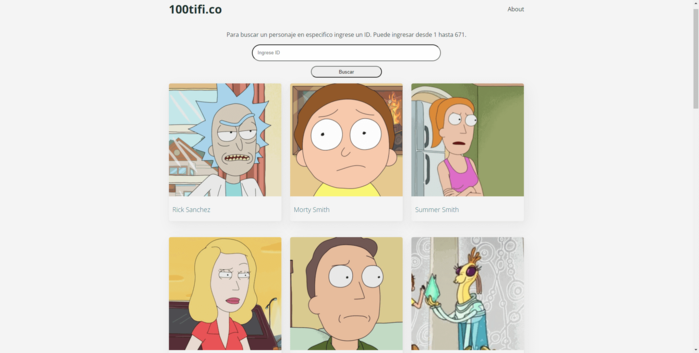 100tifi.co
About
Para buscar un personaje en específico ingrese un ID. Puede ingresar desde 1 hasta 671.
Ingrese ID
Buscar
Rick Sanchez
Morty Smith
Summer Smith